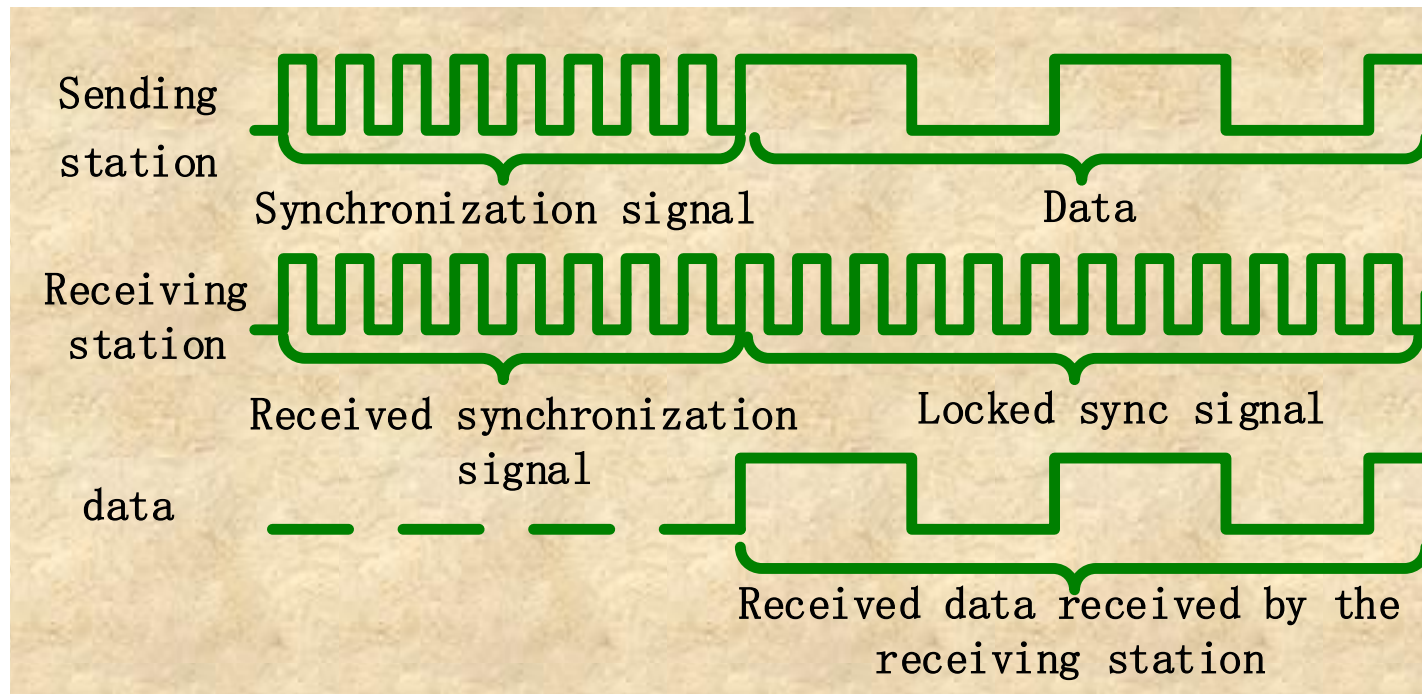 Sending
station
Synchronization signal
Data
Receiving
station
Received synchronization
signal
Locked sync signal
data
Received data received by the
receiving station